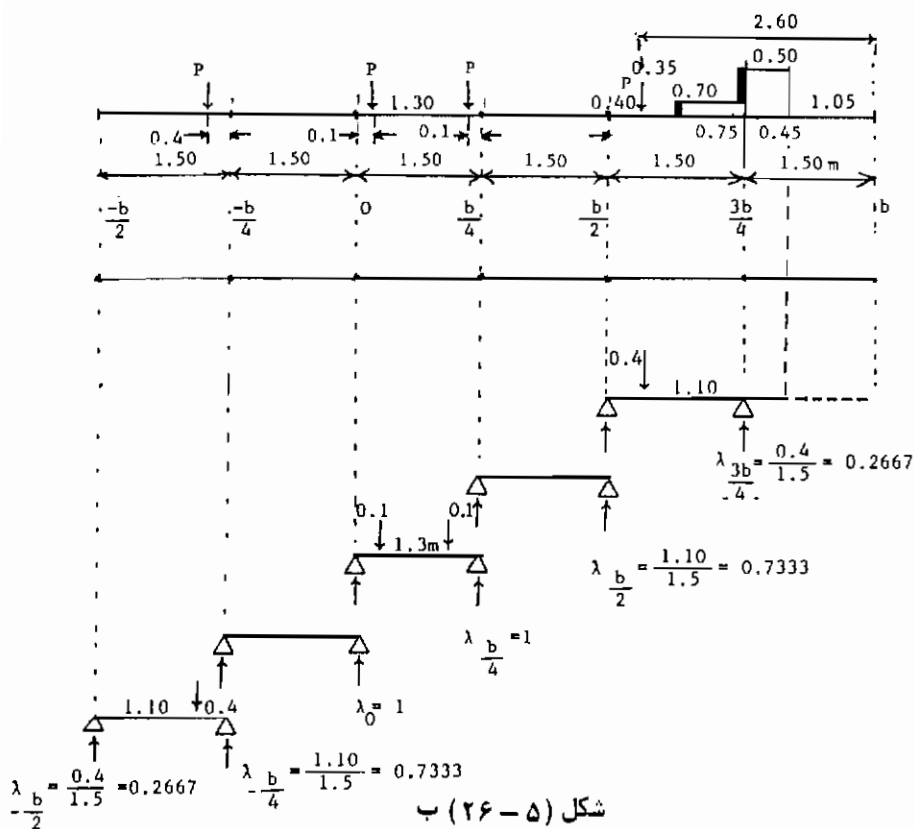 2.60
P P P P 0.35 0.50
1.30 0.70
0.40 1.05
0.4 0.1 0.1 0.75 0.45
1.50 1.50 1.50 1.50 1.50 1.50 m
-b/2 -b/4 0 b/4 b/2 3b/4 b
0.4
1.10
λ 3b/4 = 0.4/1.5 = 0.2667
0.1 0.1
1.3m
λ b/2 = 1.10/1.5 = 0.7333
λ b/4 = 1
1.10 0.4
λ 0 = 1
λ -b/2 = 0.4/1.5 = 0.2667
λ -b/4 = 1.10/1.5 = 0.7333
شکل (۵ – ۲۶) ب